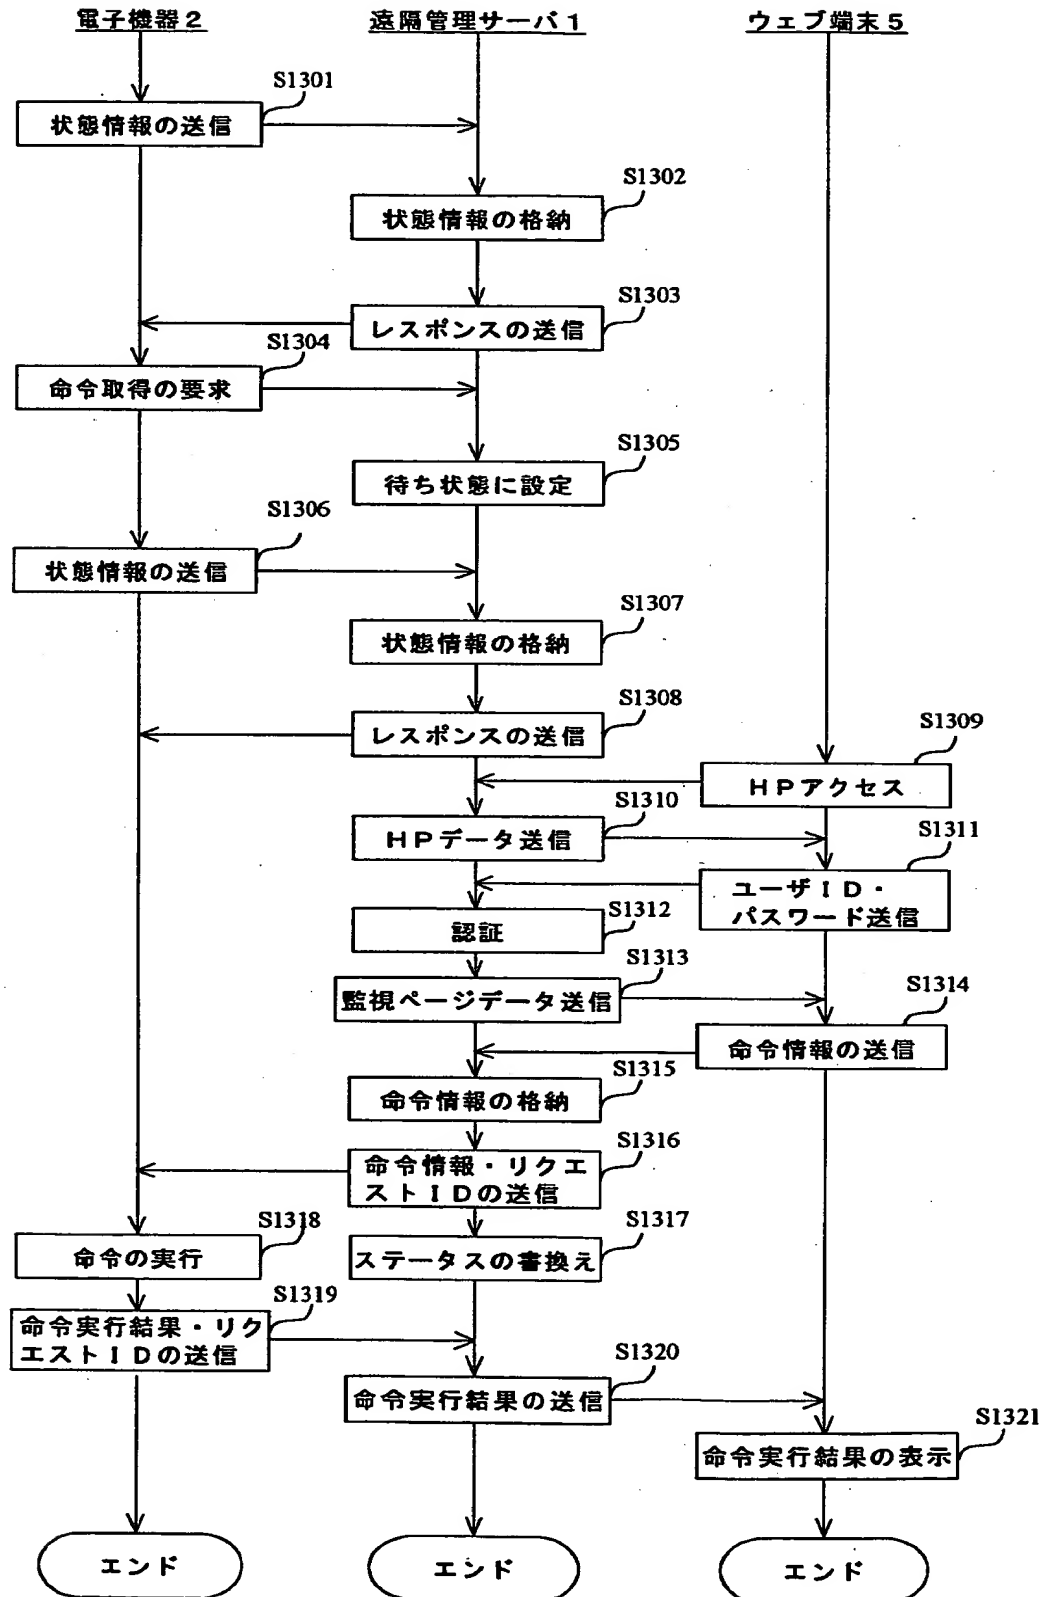 電子機器2
遠隔管理サーバ1
ウェブ端末5
S1301
状態情報の送信
S1302
状態情報の格納
S1303
レスポンスの送信
S1304
命令取得の要求
S1305
待ち状態に設定
S1306
状態情報の送信
S1307
状態情報の格納
S1308
レスポンスの送信
S1309
HPアクセス
S1310
HPデータ送信
S1311
ユーザID・
パスワード送信
S1312
認証
S1313
監視ページデータ送信
S1314
命令情報の送信
S1315
命令情報の格納
S1316
命令情報・リクエ
ストIDの送信
S1317
ステータスの書換え
S1318
命令の実行
S1319
命令実行結果・リク
エストIDの送信
S1320
命令実行結果の送信
S1321
命令実行結果の表示
エンド
エンド
エンド